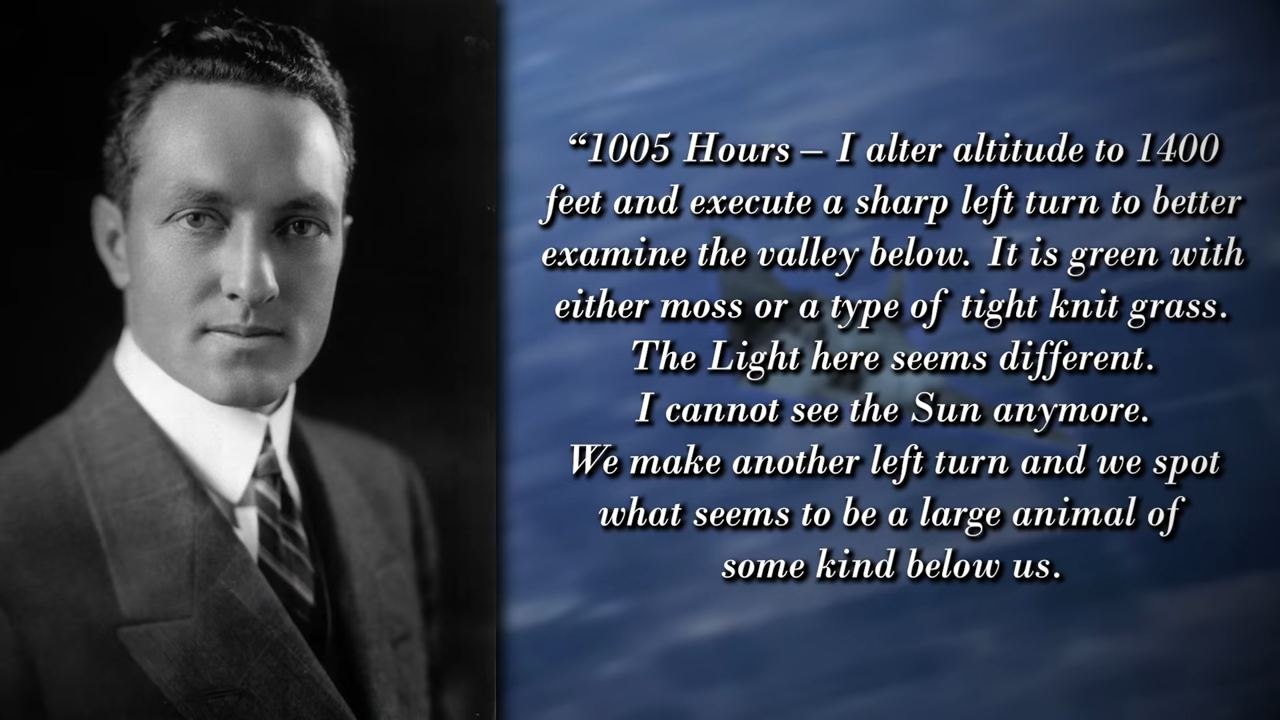 “1005 Hours – I alter altitude to 1400
feet and execute a sharp left turn to better
examine the valley below. It is green with
either moss or a type of tight knit grass.
The Light here seems different.
I cannot see the Sun anymore.
We make another left turn and we spot
what seems to be a large animal of
some kind below us.